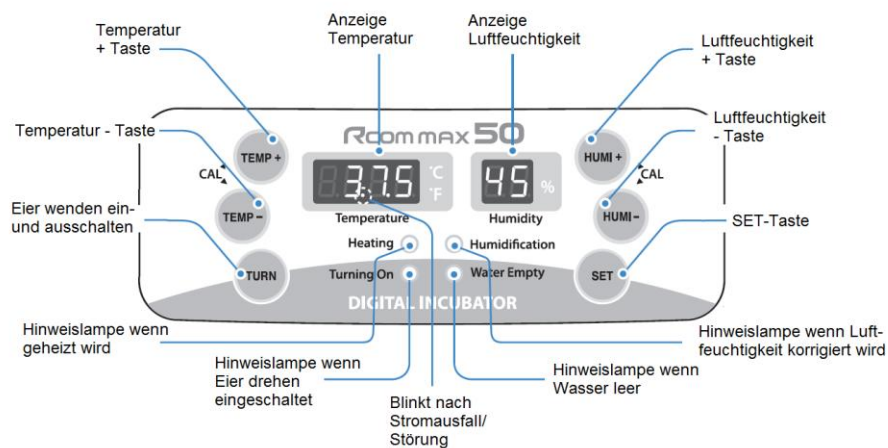 Temperatur
+ Taste
Anzeige
Temperatur
Anzeige
Luftfeuchtigkeit
Luftfeuchtigkeit
+ Taste
Temperatur - Taste
Luftfeuchtigkeit
- Taste
Rcom max 50
TEMP +
HUMI +
CAL
37.5
°C
°F
45
%
CAL
Eier wenden ein-
und ausschalten
TEMP –
HUMI –
SET-Taste
Temperature
Humidity
Heating
Humidification
TURN
Turning On
Water Empty
SET
DIGITAL INCUBATOR
Hinweislampe wenn
geheizt wird
Hinweislampe wenn Luft-
feuchtigkeit korrigiert wird
Hinweislampe wenn
Eier drehen
eingeschaltet
Hinweislampe wenn
Wasser leer
Blinkt nach
Stromausfall/
Störung